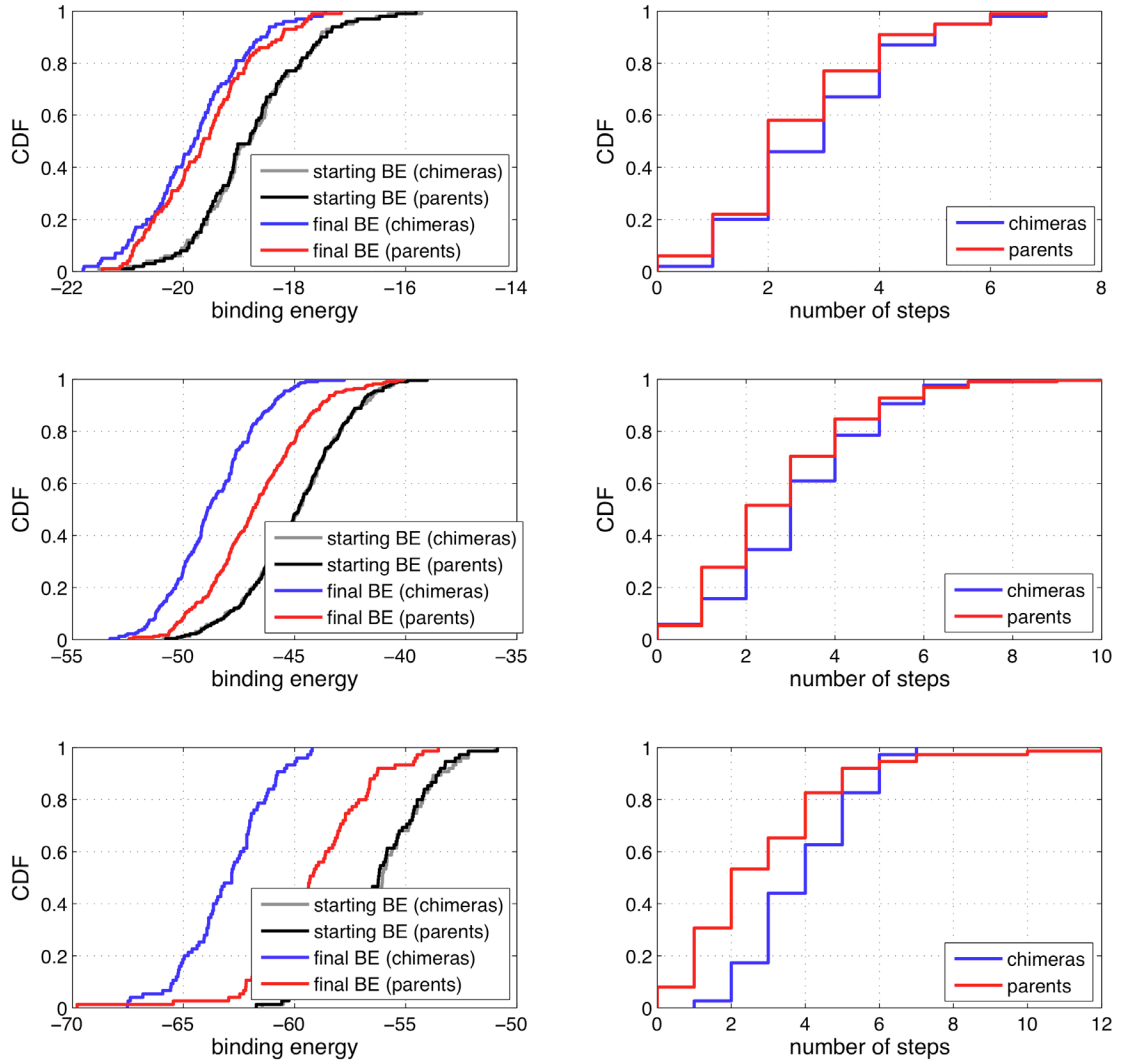 1
0.8
0.6
0.4
0.2
0
CDF
starting BE (chimeras)
starting BE (parents)
final BE (chimeras)
final BE (parents)
−22 −20 −18 −16 −14
binding energy
1
0.8
0.6
0.4
0.2
0
CDF
chimeras
parents
0 2 4 6 8
number of steps
1
0.8
0.6
0.4
0.2
0
CDF
starting BE (chimeras)
starting BE (parents)
final BE (chimeras)
final BE (parents)
−55 −50 −45 −40 −35
binding energy
1
0.8
0.6
0.4
0.2
0
CDF
chimeras
parents
0 2 4 6 8 10
number of steps
1
0.8
0.6
0.4
0.2
0
CDF
starting BE (chimeras)
starting BE (parents)
final BE (chimeras)
final BE (parents)
−70 −65 −60 −55 −50
binding energy
1
0.8
0.6
0.4
0.2
0
CDF
chimeras
parents
0 2 4 6 8 10 12
number of steps